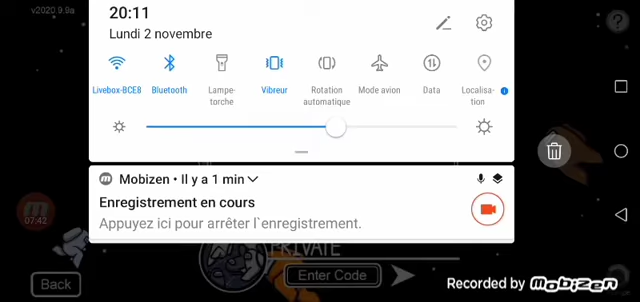 v2020.9.9a
20:11
Lundi 2 novembre
Livebox-BCE8
Bluetooth
Lampe-
torche
Vibreur
Rotation
automatique
Mode avion
Data
Localisa-
tion
Mobizen • Il y a 1 min
Enregistrement en cours
Appuyez ici pour arrêter l`enregistrement.
07:42
PRIVATE
Enter Code
Back
Recorded by mobizen